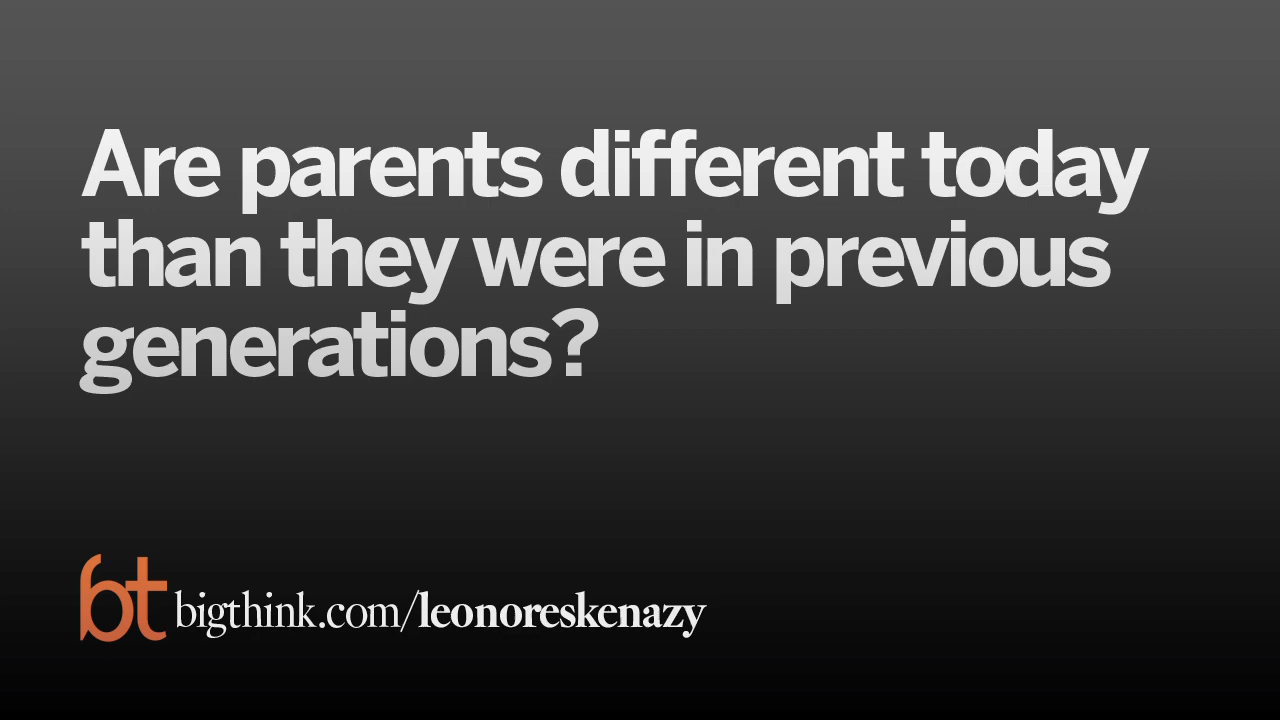 Are parents different today
than they were in previous
generations?
bt bigthink.com/leonoreskenazy